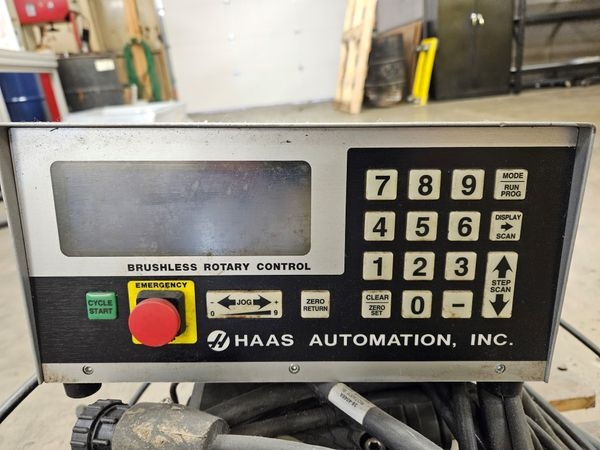 7 8 9 MODE
RUN
PROG
4 5 6 DISPLAY
SCAN
BRUSHLESS ROTARY CONTROL
1 2 3 STEP
SCAN
EMERGENCY
CYCLE
START
- JOG +
0 9
ZERO
RETURN
CLEAR
ZERO
SET
0 -
HAAS AUTOMATION, INC.